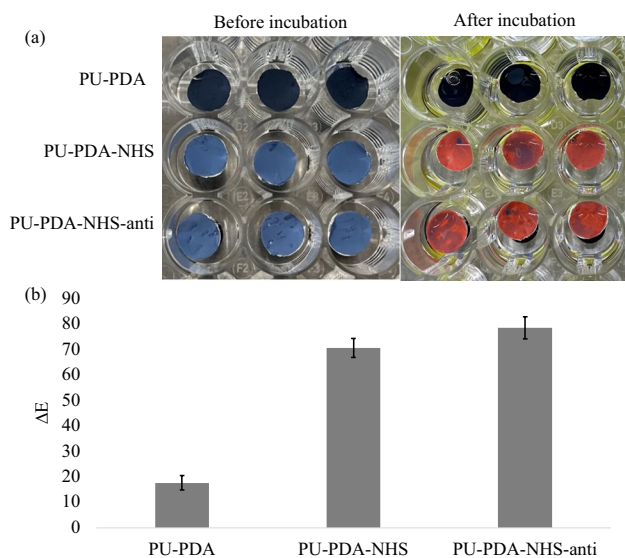 Before incubation After incubation
(a)
PU-PDA
PU-PDA-NHS
PU-PDA-NHS-anti
(b)
90
80
70
60
50
40
30
20
10
0
ΔE
PU-PDA PU-PDA-NHS PU-PDA-NHS-anti